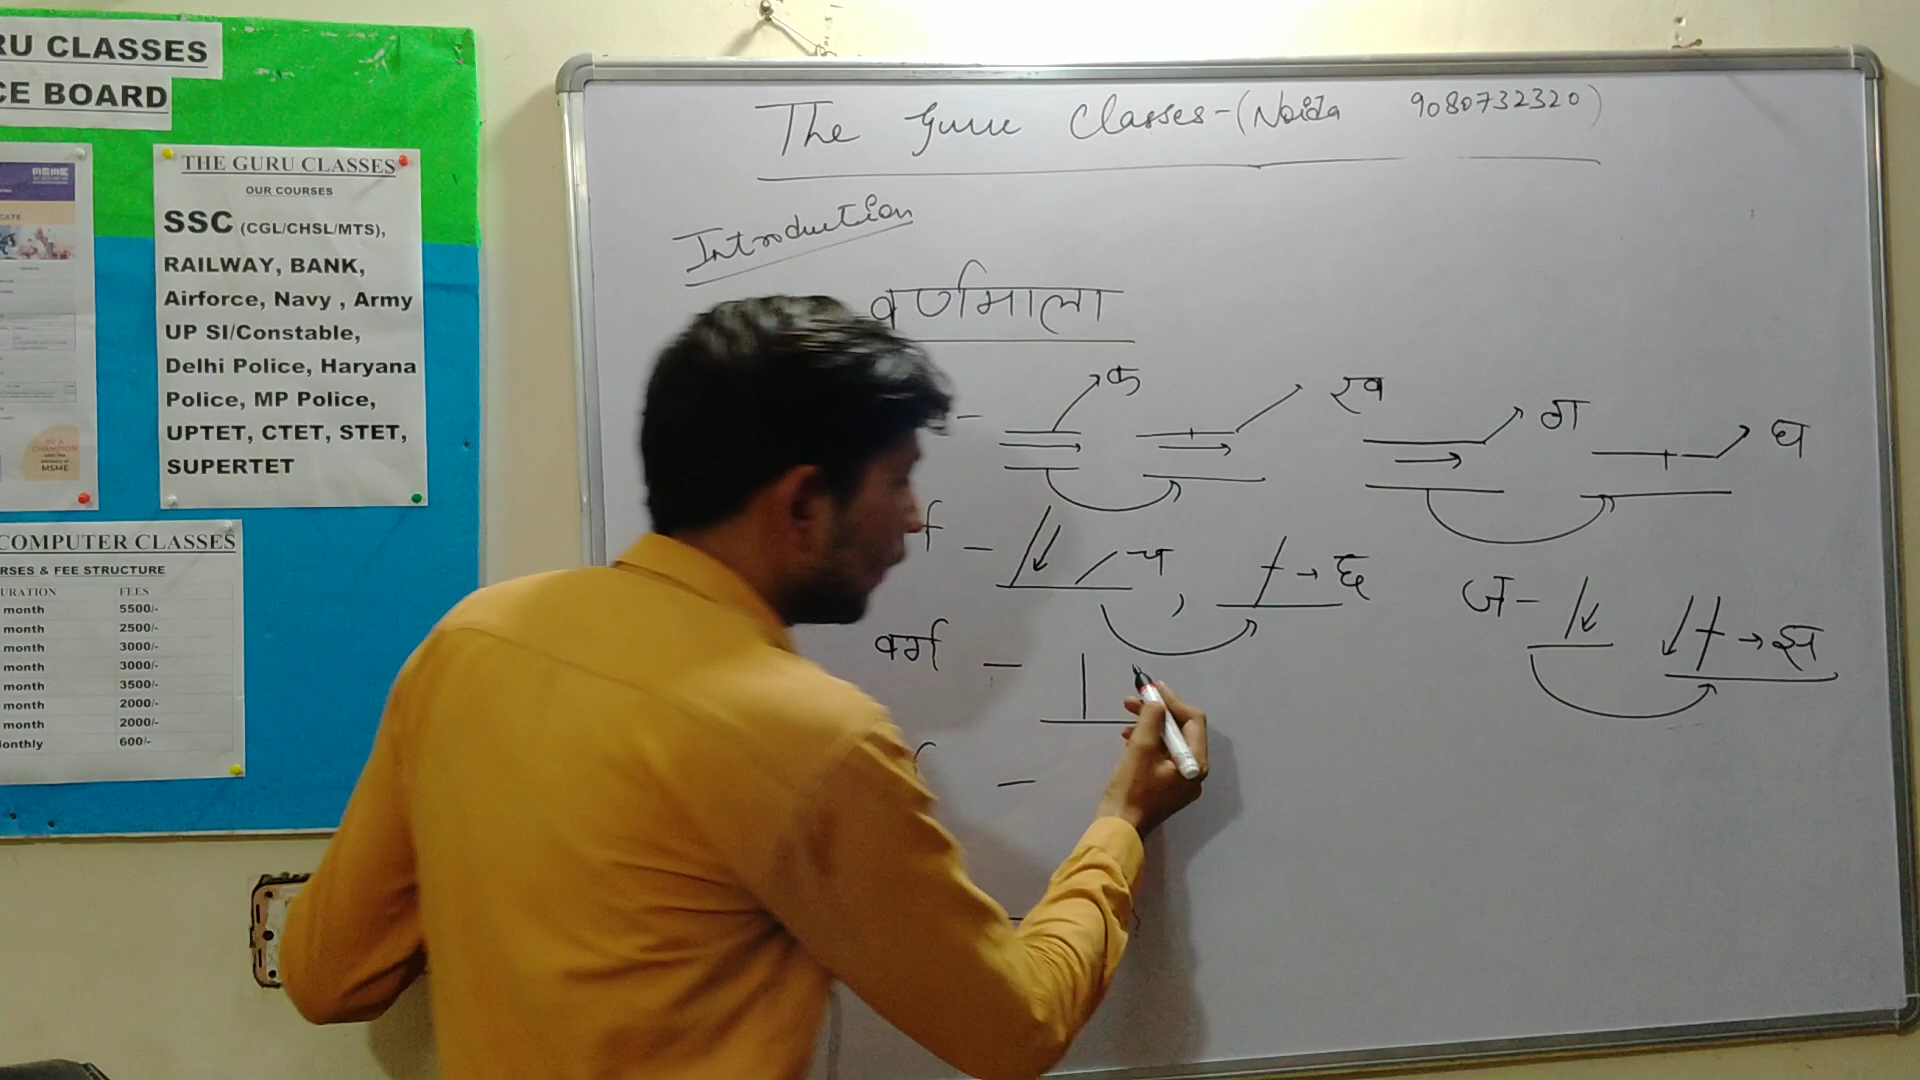 RU CLASSES
CE BOARD
THE GURU CLASSES
OUR COURSES
SSC (CGL/CHSL/MTS),
RAILWAY, BANK,
Airforce, Navy , Army
UP SI/Constable,
Delhi Police, Haryana
Police, MP Police,
UPTET, CTET, STET,
SUPERTET
COMPUTER CLASSES
RSES & FEE STRUCTURE
URATION FEES
month 5500/-
month 2500/-
month 3000/-
month 3000/-
month 3500/-
month 2000/-
month 2000/-
onthly 600/-
The Guru Classes-(Noida 9080732320)
Introduction
वर्णमाला
- क ख ग घ
- च , छ ज- झ
वर्ग -
-